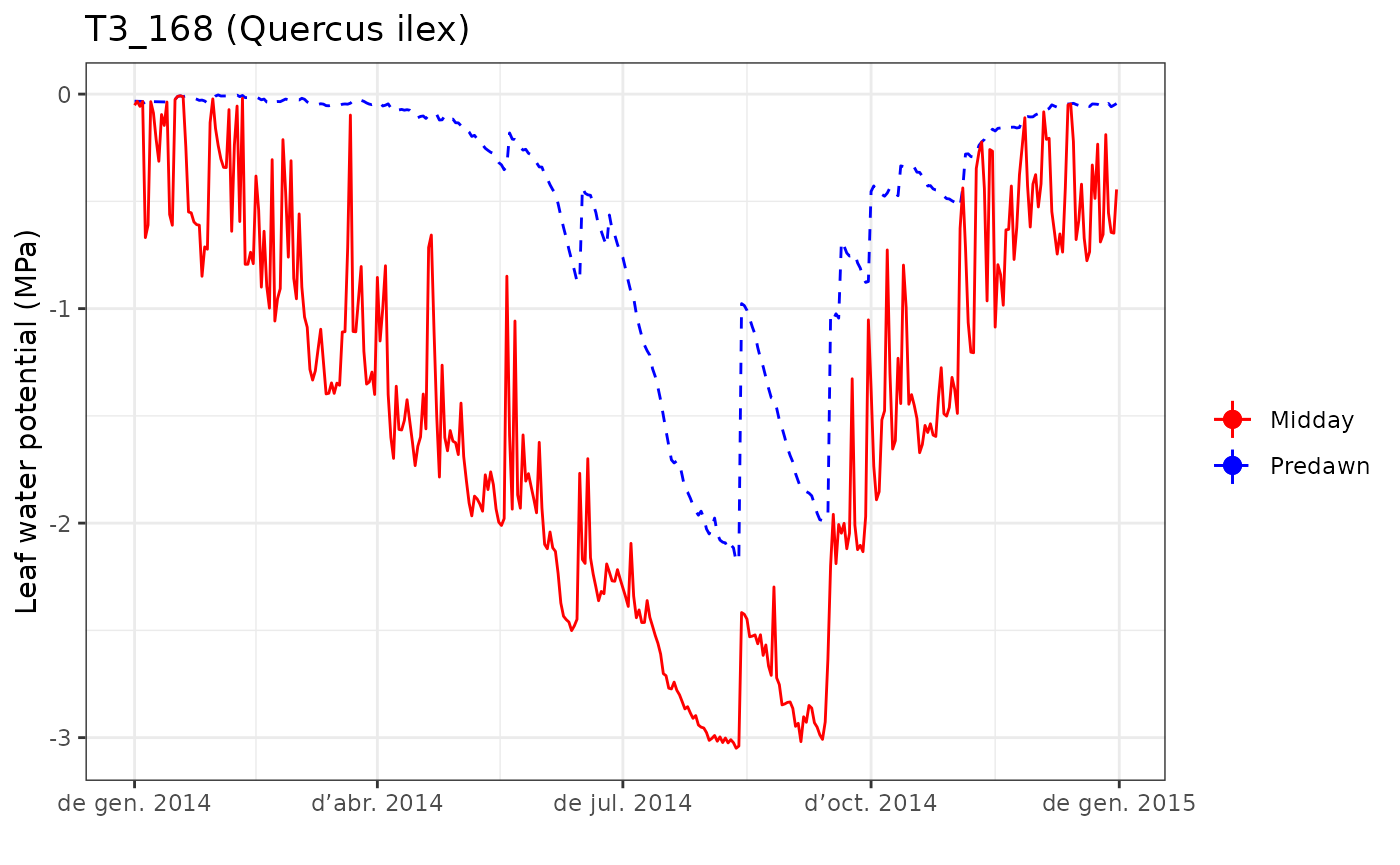 T3_168 (Quercus ilex)
Leaf water potential (MPa)
0
-1
-2
-3
de gen. 2014
d’abr. 2014
de jul. 2014
d’oct. 2014
de gen. 2015
Midday
Predawn